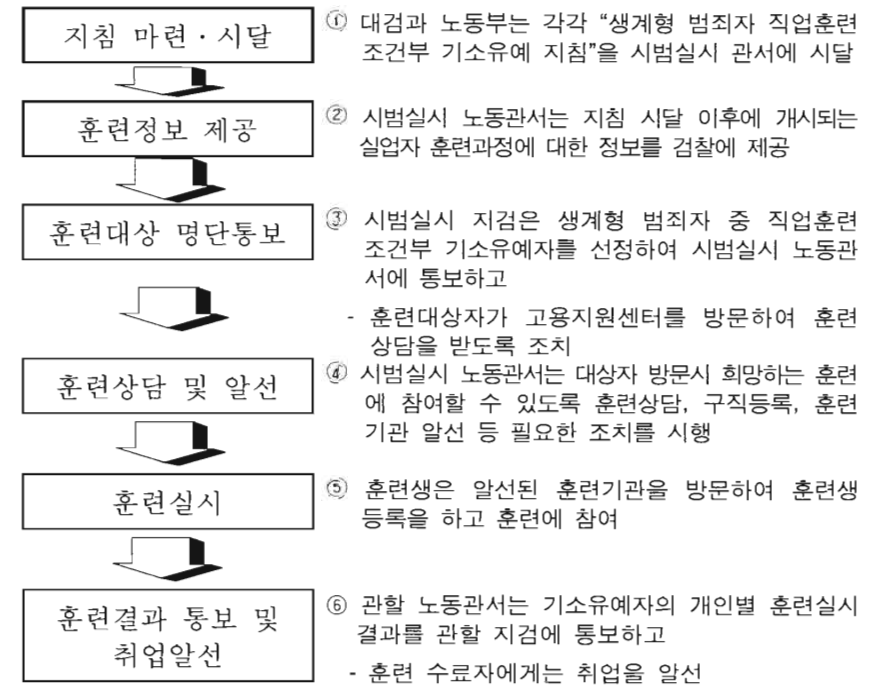 지침 마련·시달
① 대검과 노동부는 각각 “생계형 범죄자 직업훈련
조건부 기소유예 지침”을 시범실시 관서에 시달
훈련정보 제공
② 시범실시 노동관서는 지침 시달 이후에 개시되는
실업자 훈련과정에 대한 정보를 검찰에 제공
훈련대상 명단통보
③ 시범실시 지검은 생계형 범죄자 중 직업훈련
조건부 기소유예자를 선정하여 시범실시 노동관
서에 통보하고
- 훈련대상자가 고용지원센터를 방문하여 훈련
상담을 받도록 조치
훈련상담 및 알선
④ 시범실시 노동관서는 대상자 방문시 희망하는 훈련
에 참여할 수 있도록 훈련상담, 구직등록, 훈련
기관 알선 등 필요한 조치를 시행
훈련실시
⑤ 훈련생은 알선된 훈련기관을 방문하여 훈련생
등록을 하고 훈련에 참여
훈련결과 통보 및
취업알선
⑥ 관할 노동관서는 기소유예자의 개인별 훈련실시
결과를 관할 지검에 통보하고
- 훈련 수료자에게는 취업을 알선